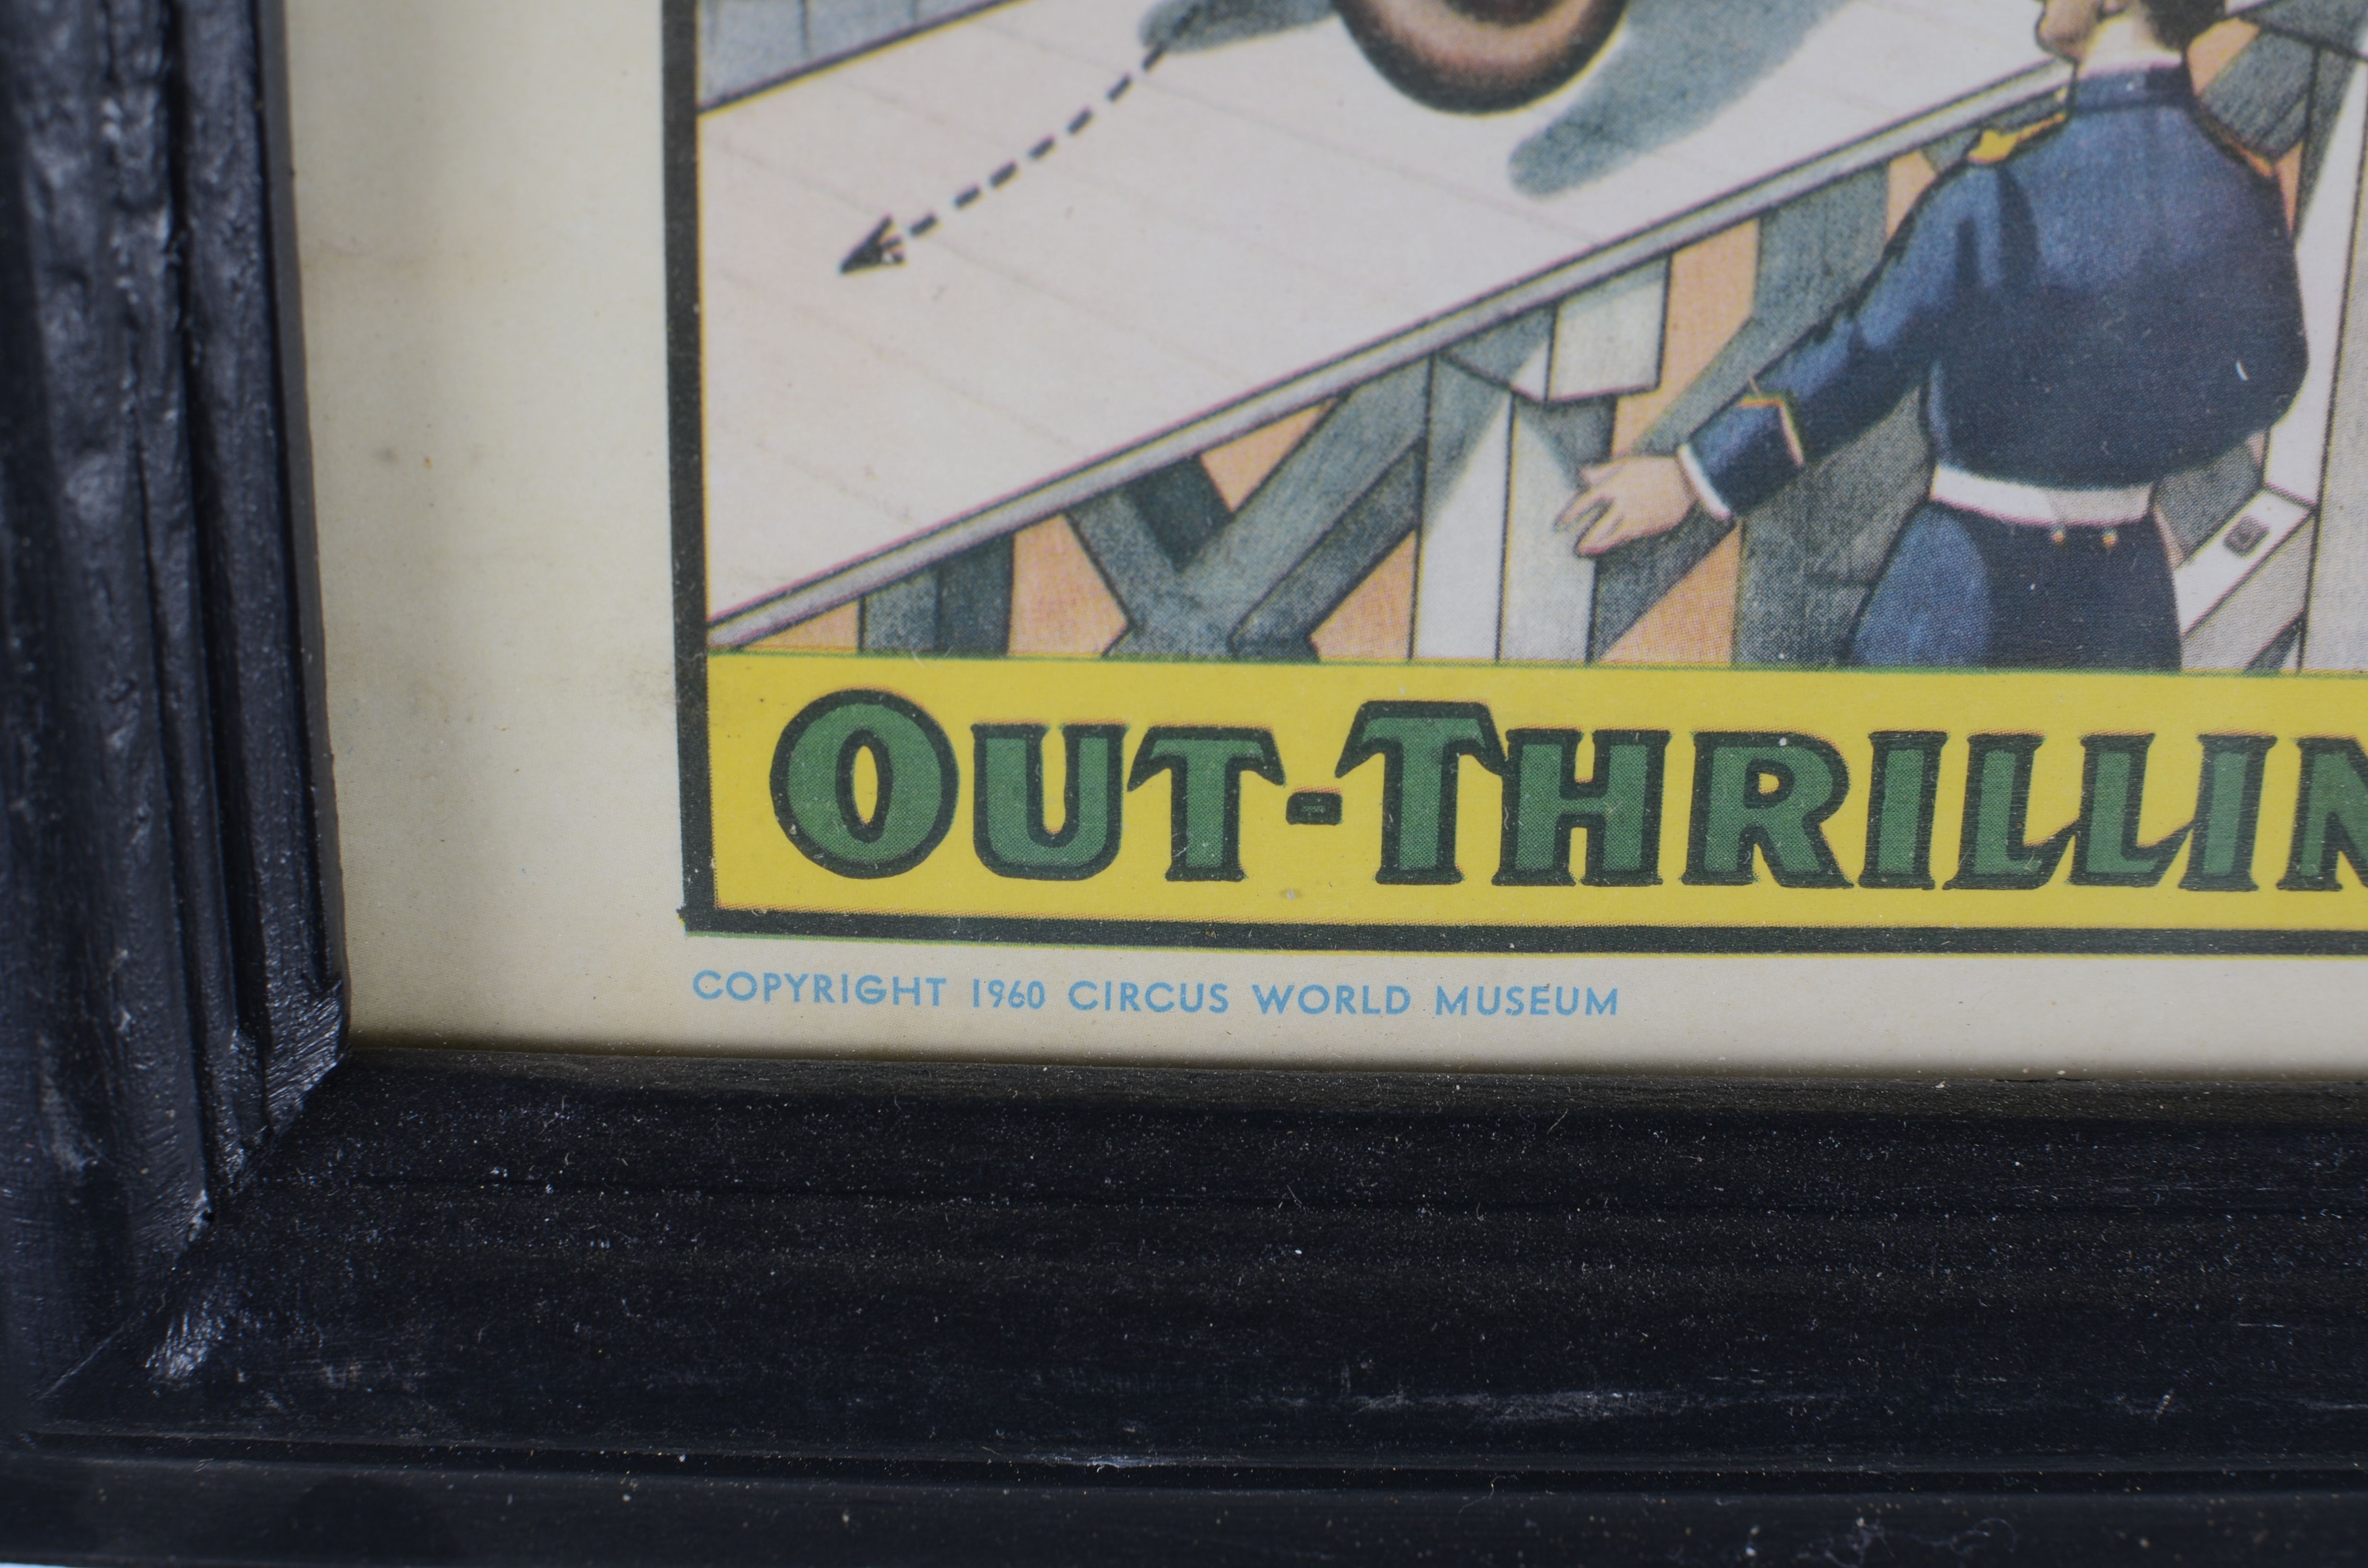 OUT-THRILLIN
COPYRIGHT 1960 CIRCUS WORLD MUSEUM